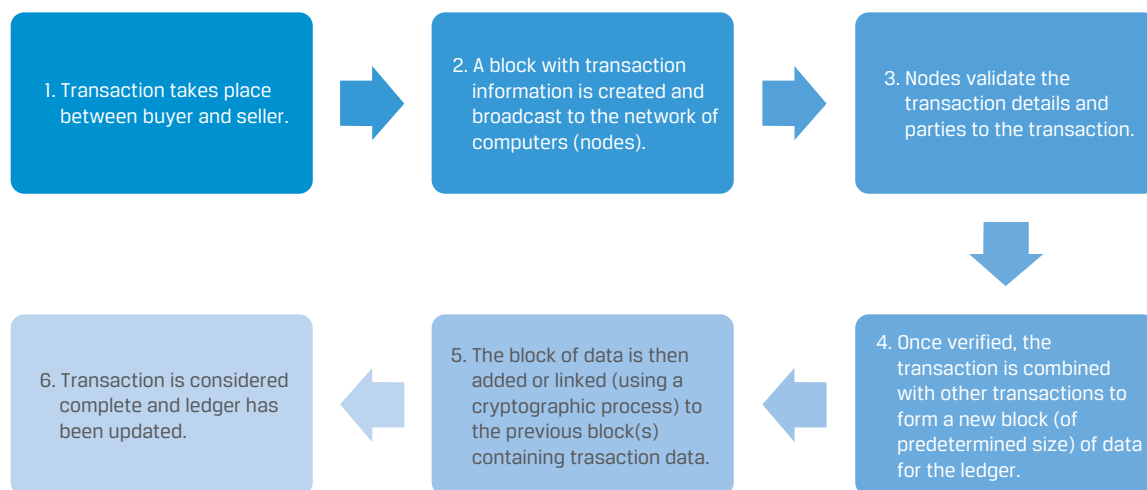 1. Transaction takes place
between buyer and seller.
2. A block with transaction
information is created and
broadcast to the network of
computers (nodes).
3. Nodes validate the
transaction details and
parties to the transaction.
4. Once verified, the
transaction is combined
with other transactions to
form a new block (of
predetermined size) of data
for the ledger.
5. The block of data is then
added or linked (using a
cryptographic process) to
the previous block(s)
containing trasaction data.
6. Transaction is considered
complete and ledger has
been updated.